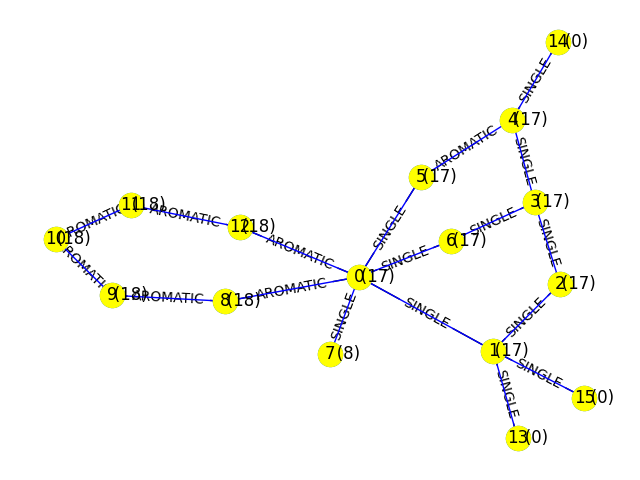 14(0)
SINGLE
4(17)
AROMATIC
SINGLE
5(17)
11(18)
AROMATIC
3(17)
AROMATIC
SINGLE
SINGLE
12(18)
10(18)
6(17)
SINGLE
AROMATIC
SINGLE
AROMATIC
0(17)
2(17)
AROMATIC
9(18)
AROMATIC
8(18)
SINGLE
SINGLE
SINGLE
7(8)
1(17)
SINGLE
SINGLE
15(0)
13(0)